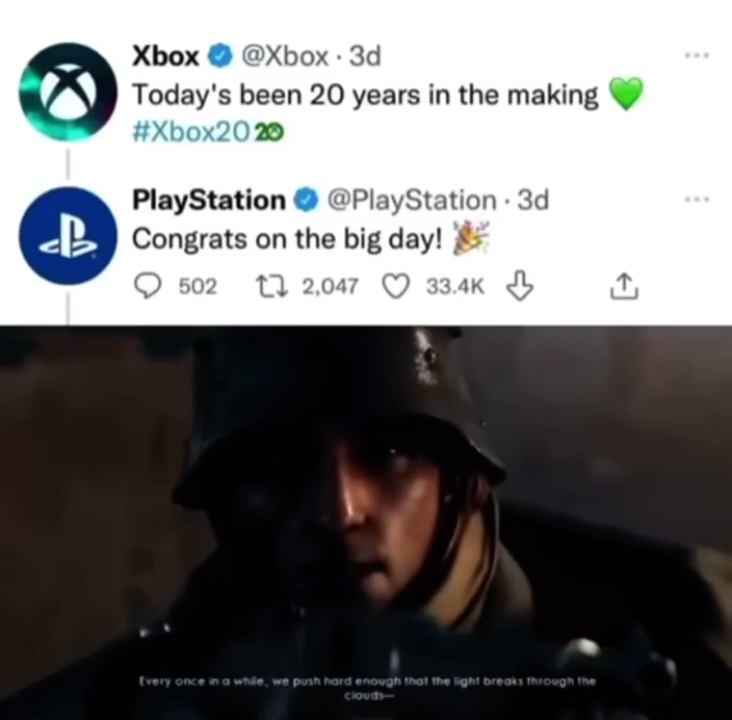 Xbox @Xbox · 3d
Today's been 20 years in the making 💚
#Xbox20 20
PlayStation @PlayStation · 3d
Congrats on the big day! 🎉
502 2,047 33.4K
Every once in a while, we push hard enough that the light breaks through the
clouds—